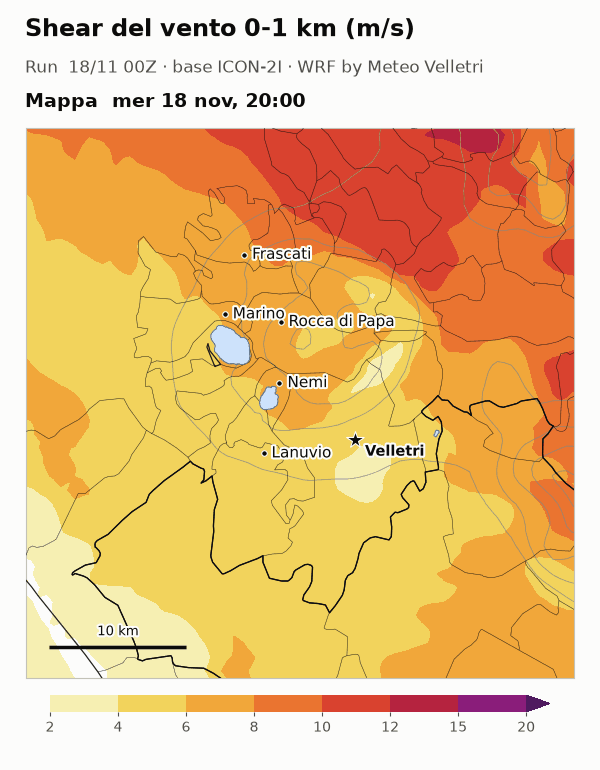 Shear del vento 0-1 km (m/s)
Run  18/11 00Z · base ICON-2I · WRF by Meteo Velletri
Mappa  mer 18 nov, 20:00
Frascati
Marino
Rocca di Papa
Nemi
Velletri
Lanuvio
10 km
2 4 6 8 10 12 15 20